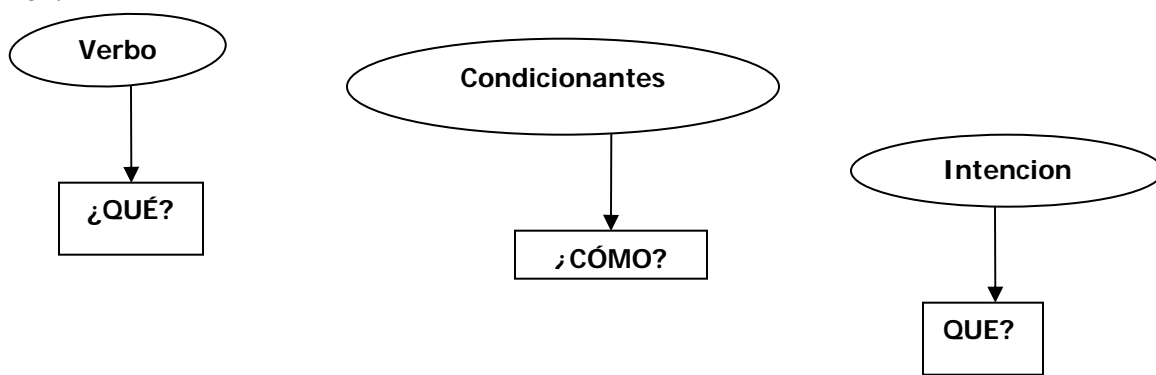 Verbo
Condicionantes
Intencion
¿QUÉ?
¿CÓMO?
QUE?